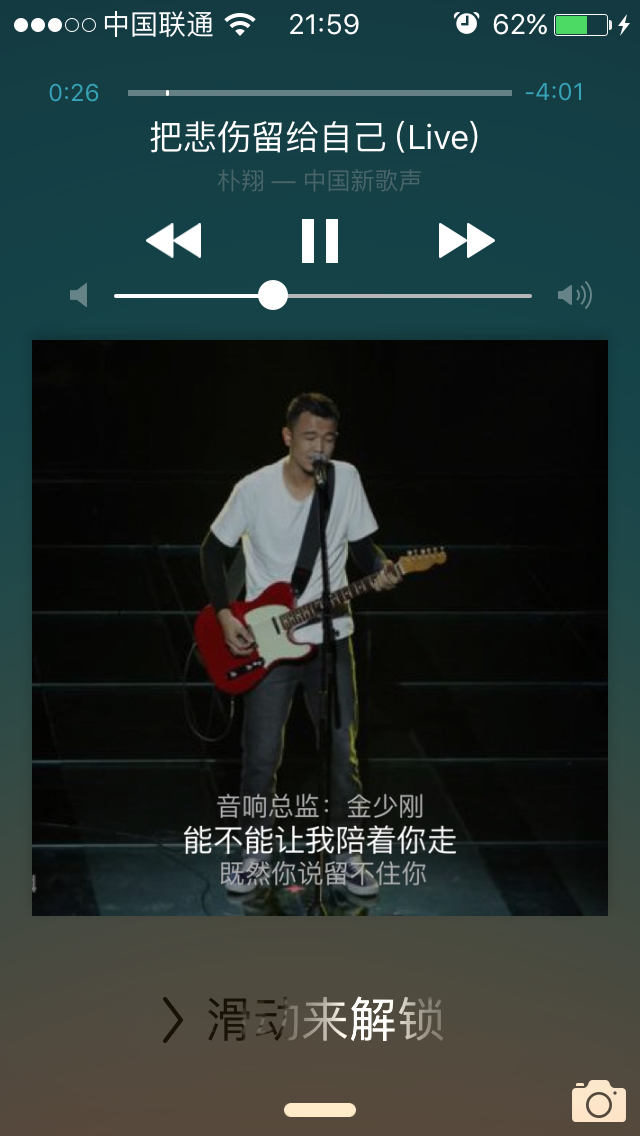 中国联通 21:59 62%
0:26 -4:01
把悲伤留给自己 (Live)
朴翔 — 中国新歌声
音响总监：金少刚
能不能让我陪着你走
既然你说留不住你
滑动来解锁